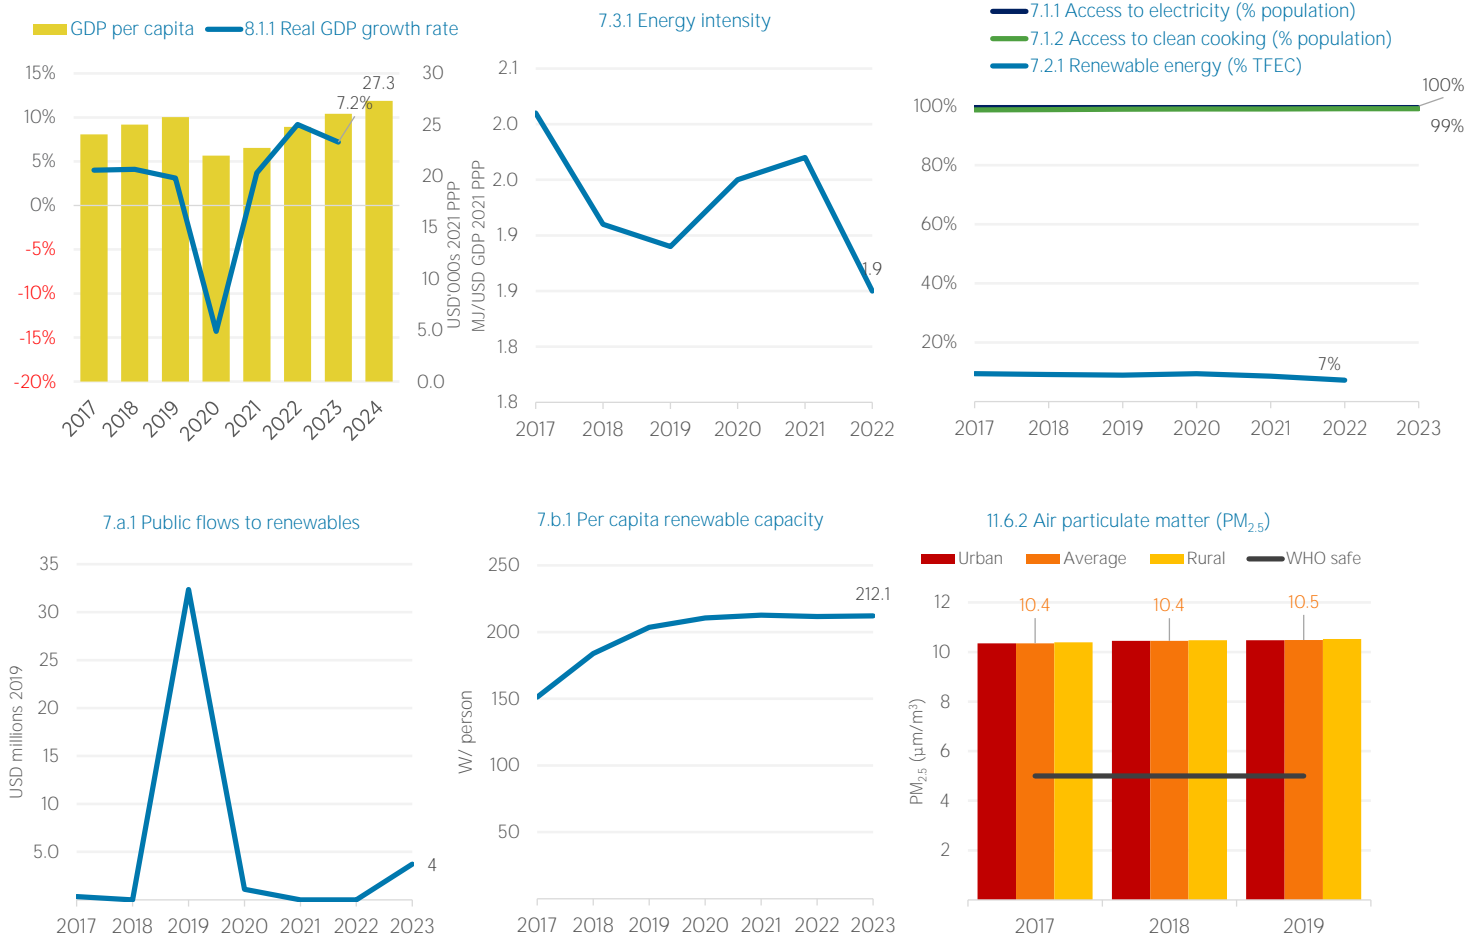 GDP per capita 8.1.1 Real GDP growth rate
15%
10%
5%
0%
-5%
-10%
-15%
-20%
30
25
20
15
10
5.0
0.0
27.3
7.2%
USD'000s 2021 PPP
2017 2018 2019 2020 2021 2022 2023 2024
7.3.1 Energy intensity
MJ/USD GDP 2021 PPP
2.1
2.0
2.0
1.9
1.9
1.8
1.8
1.9
2017 2018 2019 2020 2021 2022
7.1.1 Access to electricity (% population)
7.1.2 Access to clean cooking (% population)
7.2.1 Renewable energy (% TFEC)
100%
80%
60%
40%
20%
100%
99%
7%
2017 2018 2019 2020 2021 2022 2023
7.a.1 Public flows to renewables
USD millions 2019
35
30
25
20
15
10
5.0
4
2017 2018 2019 2020 2021 2022 2023
7.b.1 Per capita renewable capacity
W/ person
250
200
150
100
50
212.1
2017 2018 2019 2020 2021 2022 2023
11.6.2 Air particulate matter (PM2.5)
Urban Average Rural WHO safe
PM2.5 (μm/m³)
12
10
8
6
4
2
10.4 10.4 10.5
2017 2018 2019